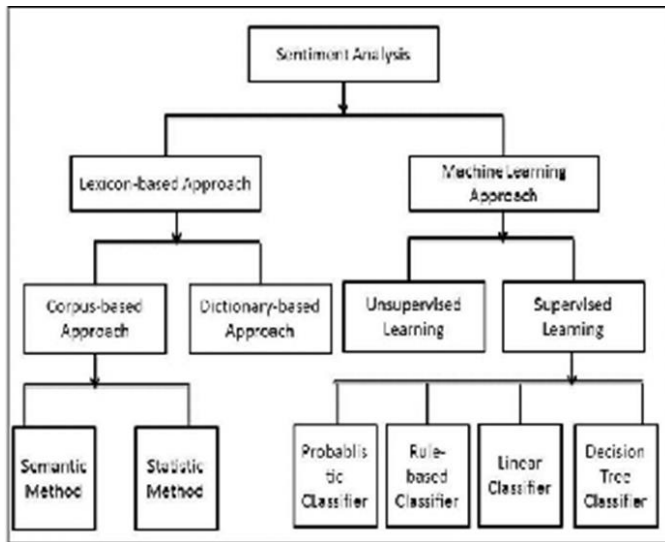 Sentiment Analysis
Lexicon-based Approach
Machine Learning
Approach
Corpus-based
Approach
Dictionary-based
Approach
Unsupervised
Learning
Supervised
Learning
Semantic
Method
Statistic
Method
Probablis
tic
CLassifier
Rule-
based
Classifier
Linear
Classifier
Decision
Tree
Classifier